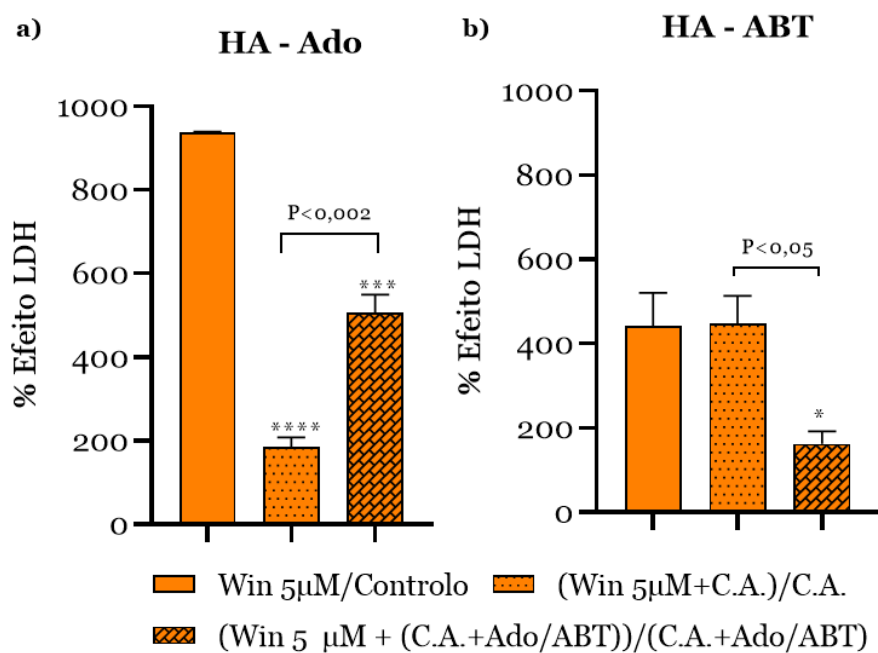 a)
HA - Ado
% Efeito LDH
1000
800
600
400
200
0
P<0,002
****
***
b)
HA - ABT
% Efeito LDH
1000
800
600
400
200
0
P<0,05
*
Win 5μM/Controlo
(Win 5μM+C.A.)/C.A.
(Win 5 μM + (C.A.+Ado/ABT))/(C.A.+Ado/ABT)